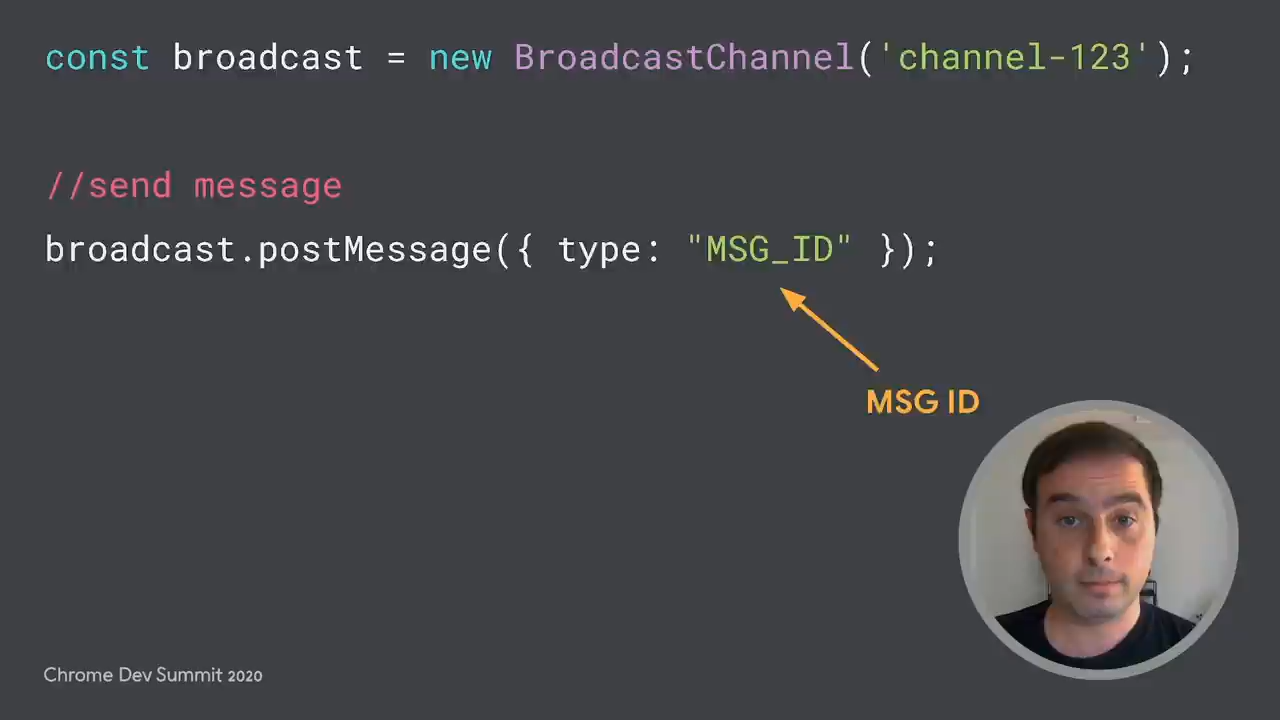 const broadcast = new BroadcastChannel('channel-123');
//send message
broadcast.postMessage({ type: "MSG_ID" });
MSG ID
Chrome Dev Summit 2020